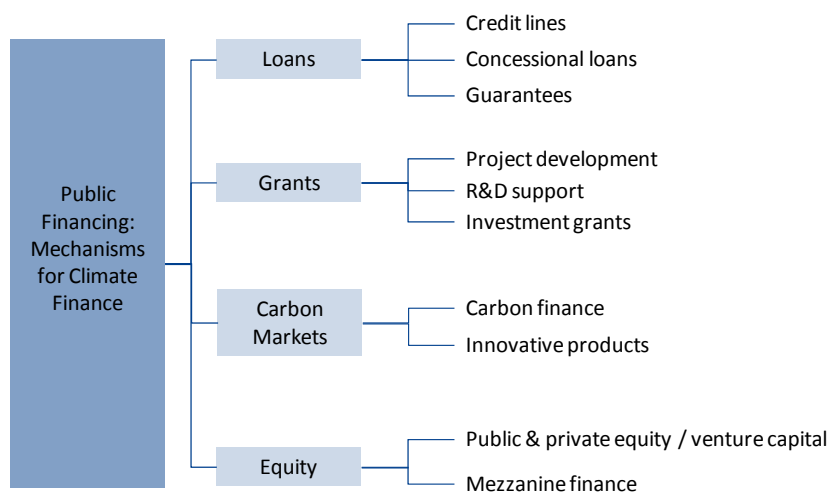 Public
Financing:
Mechanisms
for Climate
Finance
Loans
Credit lines
Concessional loans
Guarantees
Grants
Project development
R&D support
Investment grants
Carbon
Markets
Carbon finance
Innovative products
Equity
Public & private equity / venture capital
Mezzanine finance